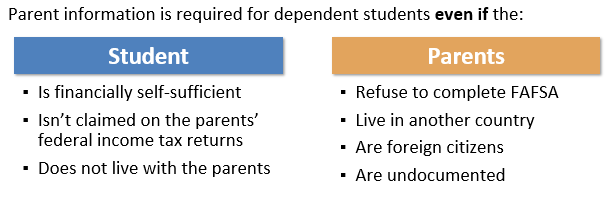 Parent information is required for dependent students even if the:
Student
▪ Is financially self-sufficient
▪ Isn't claimed on the parents'
federal income tax returns
▪ Does not live with the parents
Parents
▪ Refuse to complete FAFSA
▪ Live in another country
▪ Are foreign citizens
▪ Are undocumented